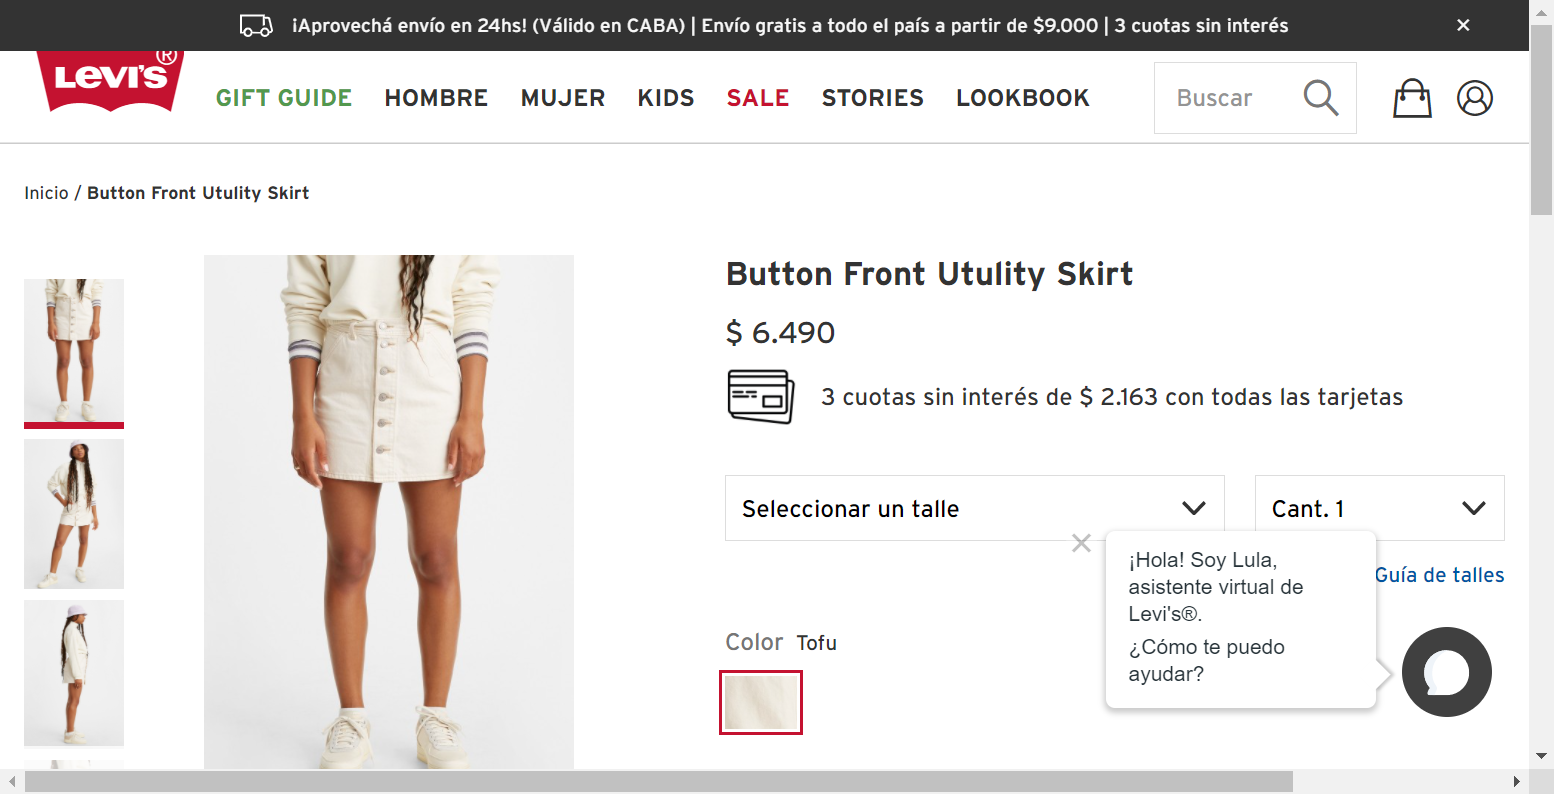 ¡Aprovechá envío en 24hs! (Válido en CABA) | Envío gratis a todo el país a partir de $9.000 | 3 cuotas sin interés
LEVI'S ®
GIFT GUIDE HOMBRE MUJER KIDS SALE STORIES LOOKBOOK Buscar
Inicio / Button Front Utulity Skirt
Button Front Utulity Skirt
$ 6.490
3 cuotas sin interés de $ 2.163 con todas las tarjetas
Seleccionar un talle Cant. 1
Guía de talles
¡Hola! Soy Lula,
asistente virtual de
Levi's®.
¿Cómo te puedo
ayudar?
Color Tofu